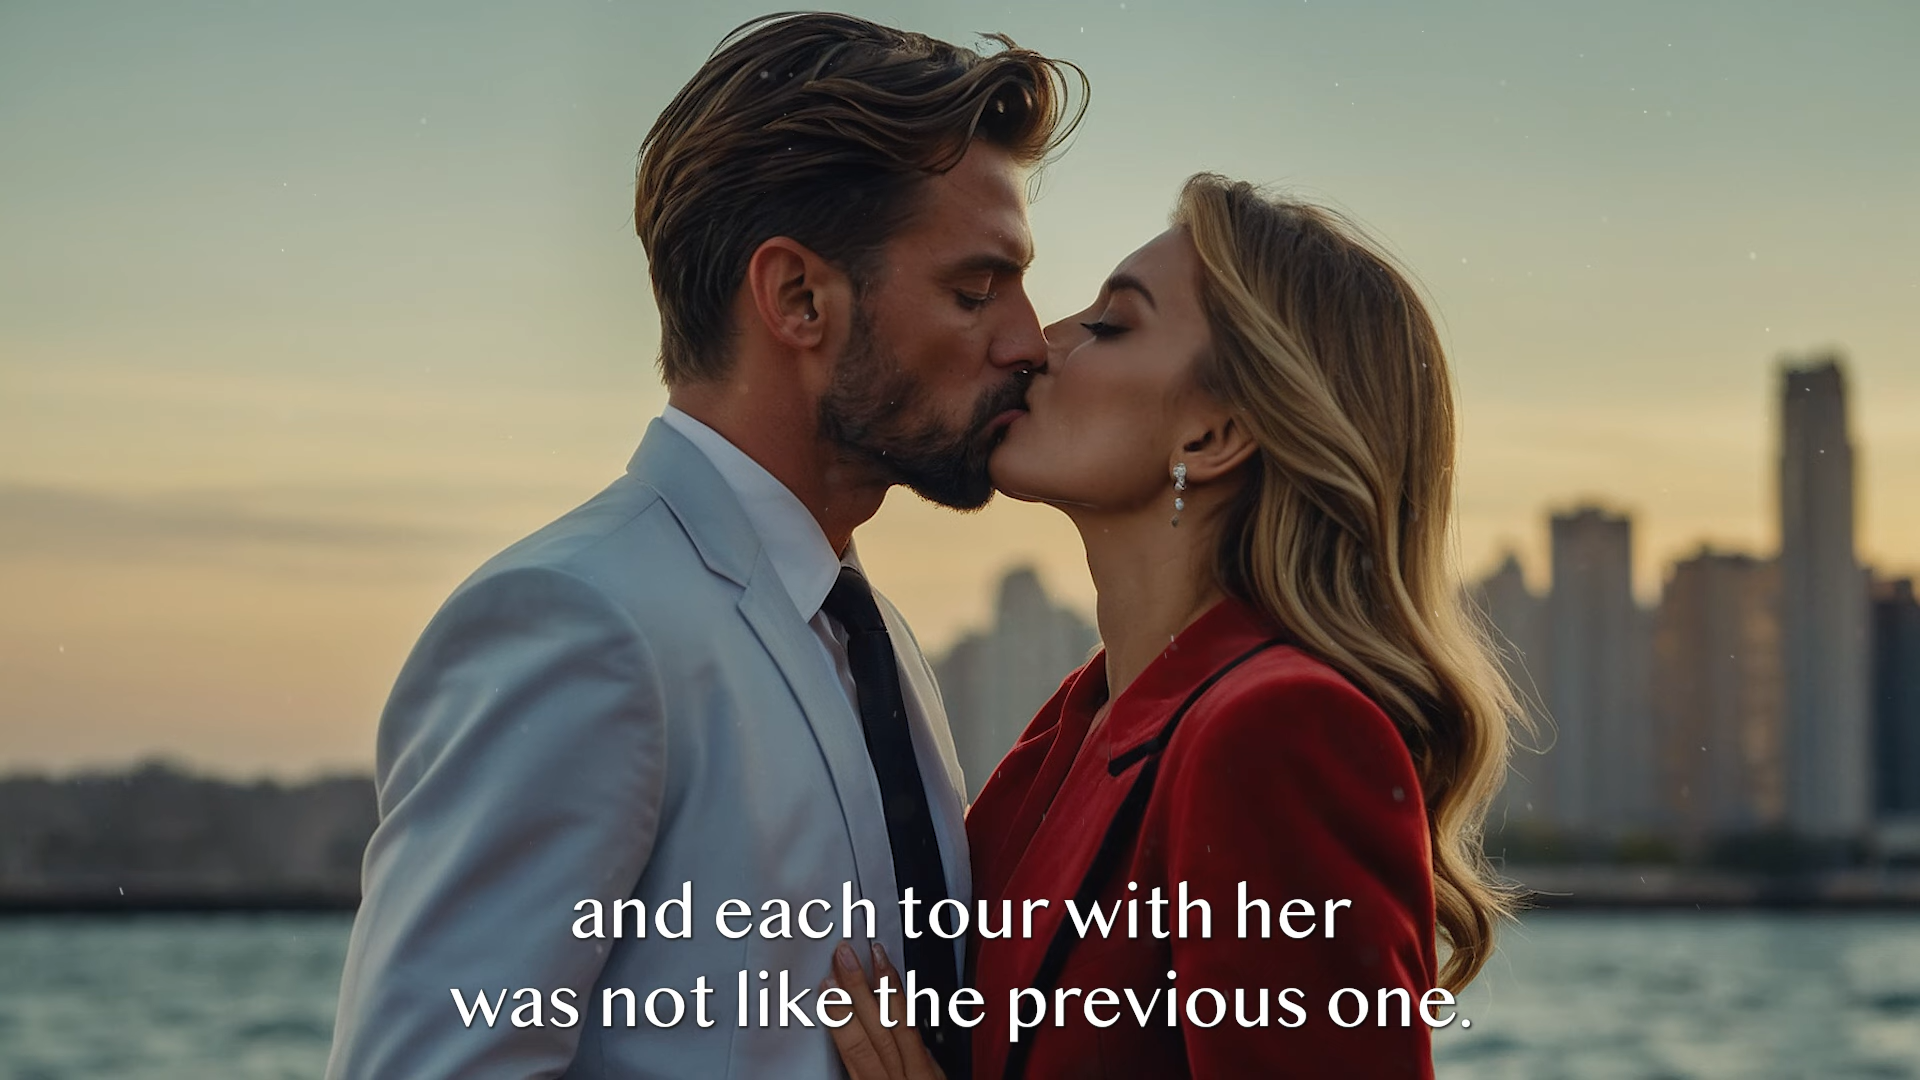 and each tour with her
was not like the previous one.